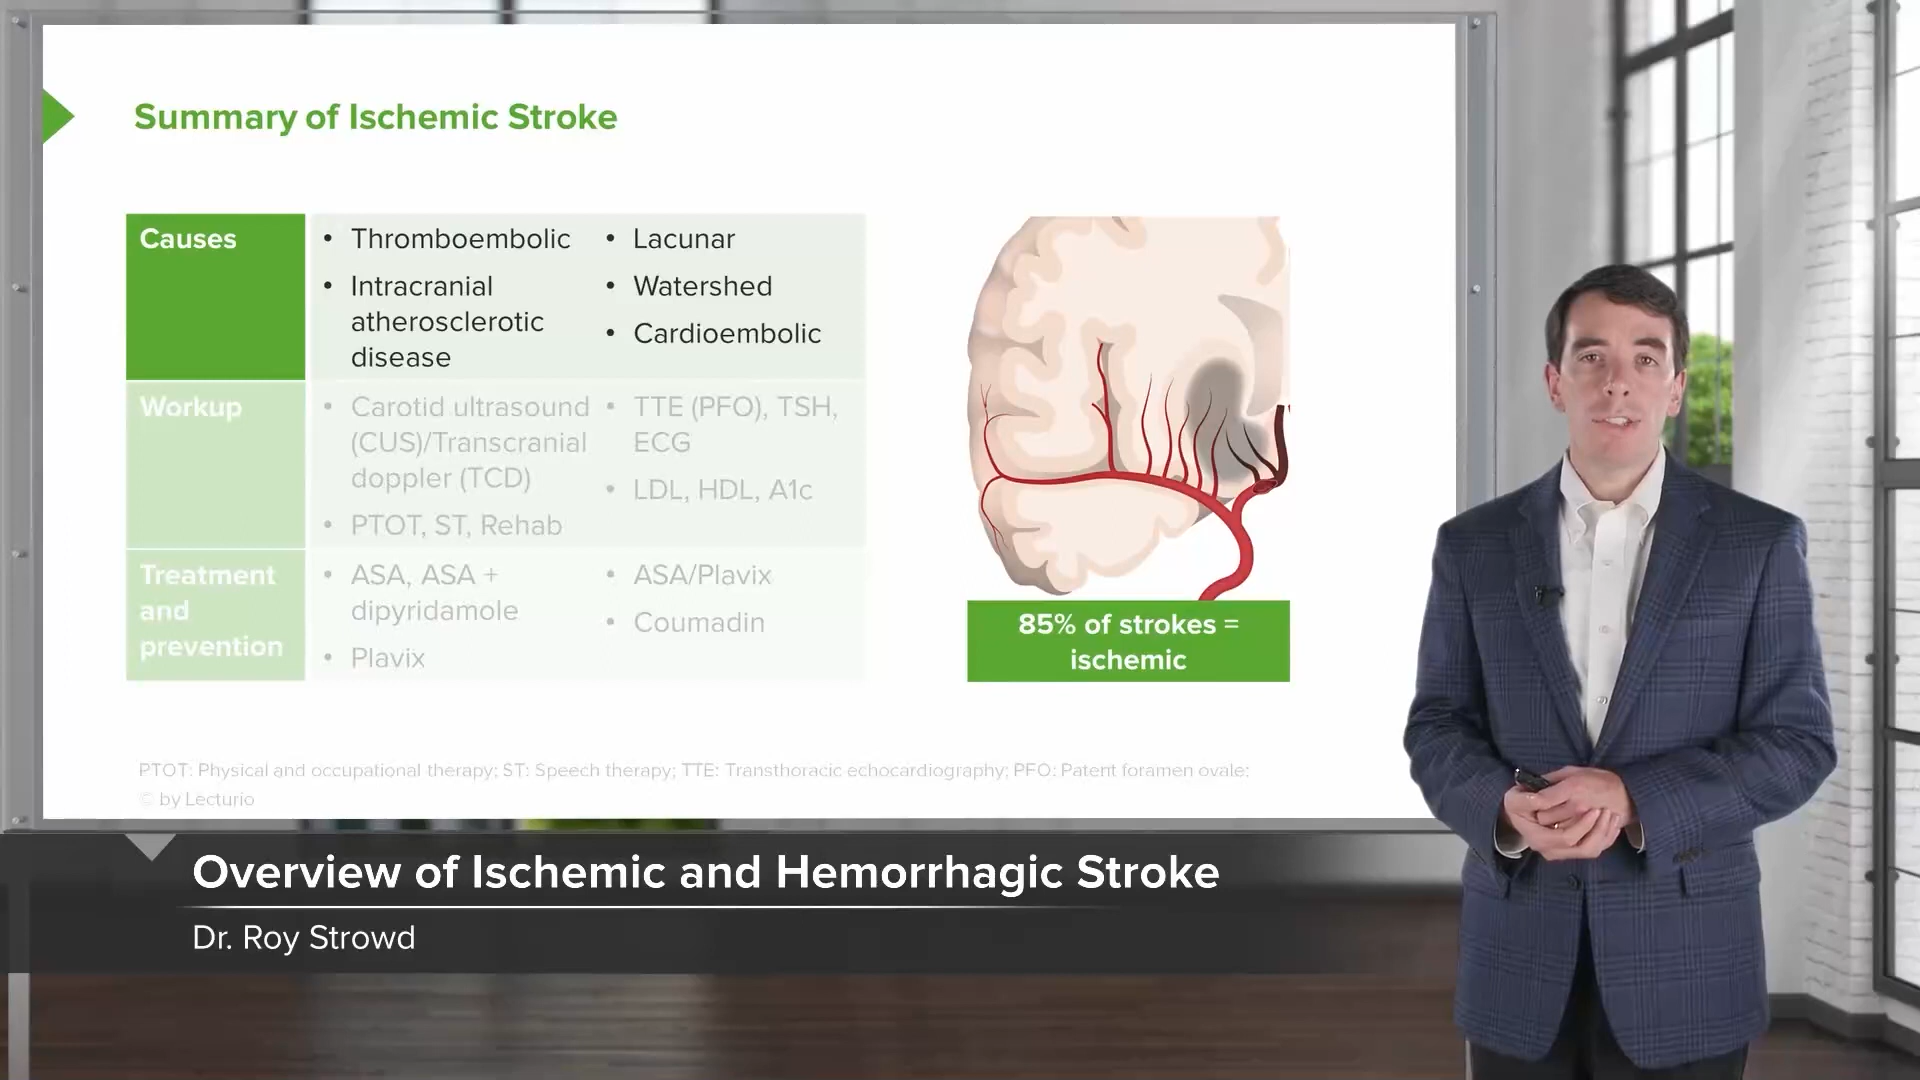 Summary of Ischemic Stroke
Causes
• Thromboembolic
• Intracranial
atherosclerotic
disease
• Lacunar
• Watershed
• Cardioembolic
Workup
• Carotid ultrasound
(CUS)/Transcranial
doppler (TCD)
• PTOT, ST, Rehab
• TTE (PFO), TSH,
ECG
• LDL, HDL, A1c
Treatment
and
prevention
• ASA, ASA +
dipyridamole
• Plavix
• ASA/Plavix
• Coumadin
85% of strokes =
ischemic
PTOT: Physical and occupational therapy; ST: Speech therapy; TTE: Transthoracic echocardiography; PFO: Patent foramen ovale;
© by Lecturio
Overview of Ischemic and Hemorrhagic Stroke
Dr. Roy Strowd